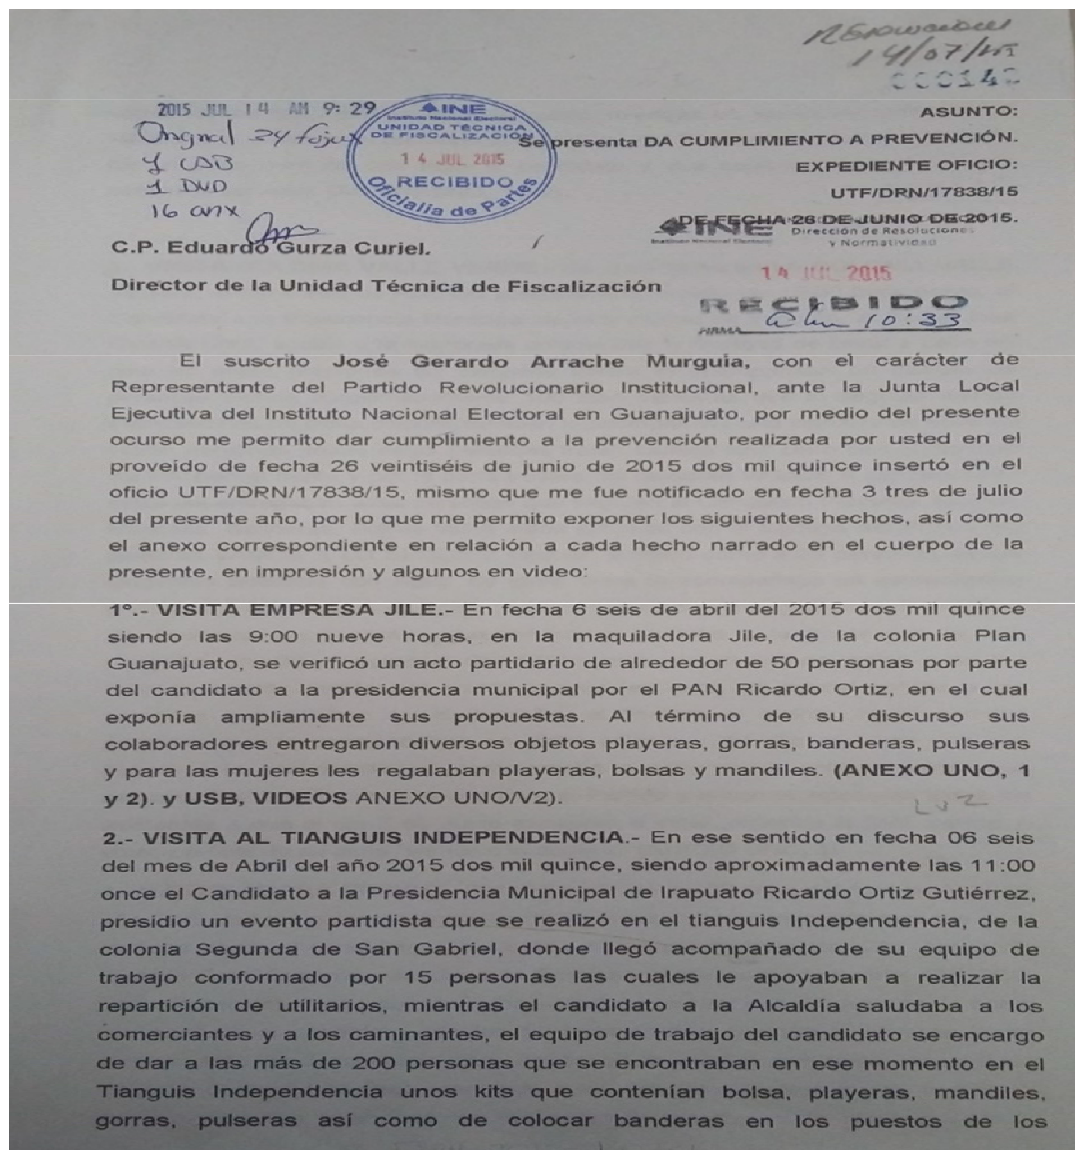 14/07/15
000142
2015 JUL 14 AM 9:29
INE
Instituto Nacional Electoral
UNIDAD TÉCNICA
DE FISCALIZACIÓN
14 JUL 2015
RECIBIDO
Oficialía de Partes
Original 24 fojas
1 USB
1 DVD
16 anx
ASUNTO:
Se presenta DA CUMPLIMIENTO A PREVENCIÓN.
EXPEDIENTE OFICIO:
UTF/DRN/17838/15
DE FECHA 26 DE JUNIO DE 2015.
INE
Instituto Nacional Electoral
Dirección de Resoluciones
y Normatividad
14 JUL 2015
RECIBIDO
FIRMA 10:33
C.P. Eduardo Gurza Curiel.
Director de la Unidad Técnica de Fiscalización
El suscrito José Gerardo Arrache Murguia, con el carácter de
Representante del Partido Revolucionario Institucional, ante la Junta Local
Ejecutiva del Instituto Nacional Electoral en Guanajuato, por medio del presente
ocurso me permito dar cumplimiento a la prevención realizada por usted en el
proveído de fecha 26 veintiséis de junio de 2015 dos mil quince insertó en el
oficio UTF/DRN/17838/15, mismo que me fue notificado en fecha 3 tres de julio
del presente año, por lo que me permito exponer los siguientes hechos, así como
el anexo correspondiente en relación a cada hecho narrado en el cuerpo de la
presente, en impresión y algunos en video:
1º.- VISITA EMPRESA JILE.- En fecha 6 seis de abril del 2015 dos mil quince
siendo las 9:00 nueve horas, en la maquiladora Jile, de la colonia Plan
Guanajuato, se verificó un acto partidario de alrededor de 50 personas por parte
del candidato a la presidencia municipal por el PAN Ricardo Ortiz, en el cual
exponía ampliamente sus propuestas. Al término de su discurso sus
colaboradores entregaron diversos objetos playeras, gorras, banderas, pulseras
y para las mujeres les regalaban playeras, bolsas y mandiles. (ANEXO UNO, 1
y 2). y USB, VIDEOS ANEXO UNO/V2).
LUZ
2.- VISITA AL TIANGUIS INDEPENDENCIA.- En ese sentido en fecha 06 seis
del mes de Abril del año 2015 dos mil quince, siendo aproximadamente las 11:00
once el Candidato a la Presidencia Municipal de Irapuato Ricardo Ortiz Gutiérrez,
presidio un evento partidista que se realizó en el tianguis Independencia, de la
colonia Segunda de San Gabriel, donde llegó acompañado de su equipo de
trabajo conformado por 15 personas las cuales le apoyaban a realizar la
repartición de utilitarios, mientras el candidato a la Alcaldía saludaba a los
comerciantes y a los caminantes, el equipo de trabajo del candidato se encargo
de dar a las más de 200 personas que se encontraban en ese momento en el
Tianguis Independencia unos kits que contenían bolsa, playeras, mandiles,
gorras, pulseras así como de colocar banderas en los puestos de los